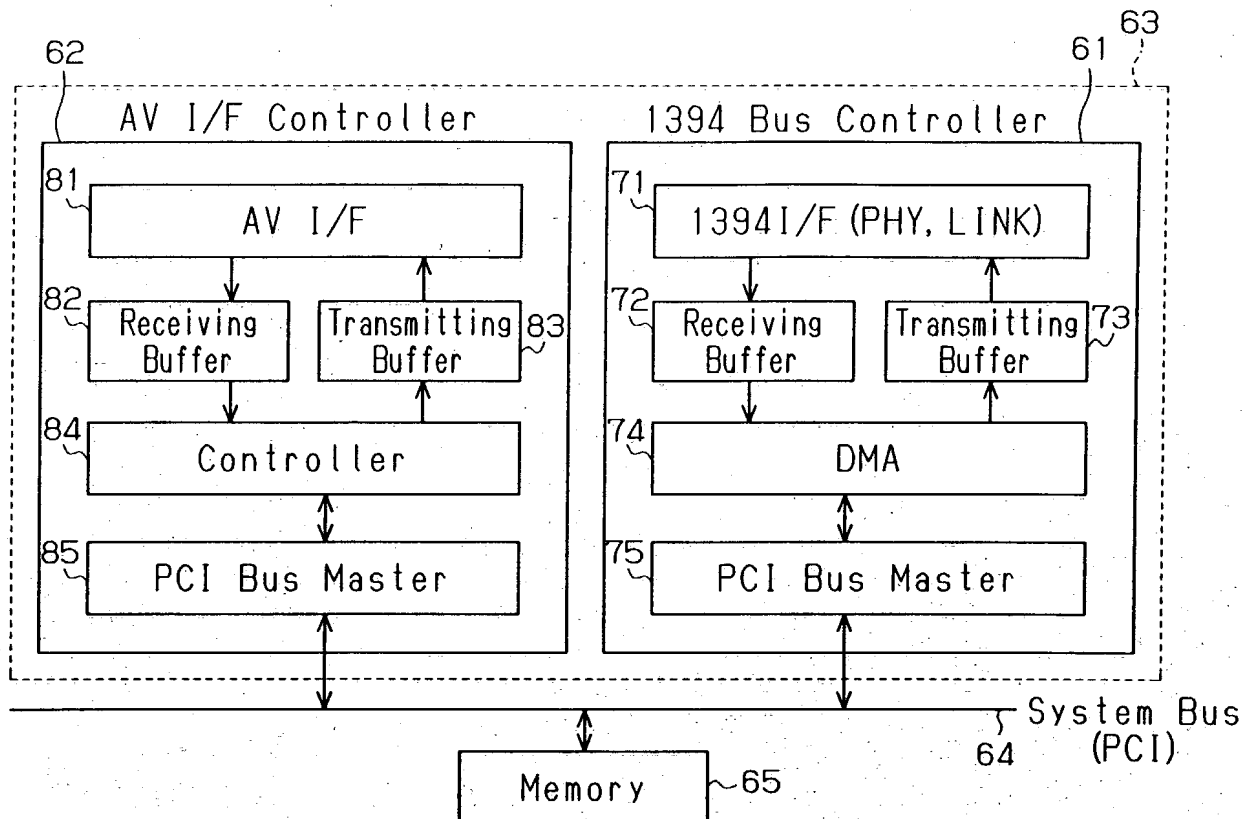 62
63
61
AV I/F Controller
1394 Bus Controller
81
AV I/F
71
1394I/F (PHY, LINK)
82
Receiving
Buffer
Transmitting
Buffer
83
72
Receiving
Buffer
Transmitting
Buffer
73
84
Controller
74
DMA
85
PCI Bus Master
75
PCI Bus Master
System Bus
(PCI)
64
Memory
65